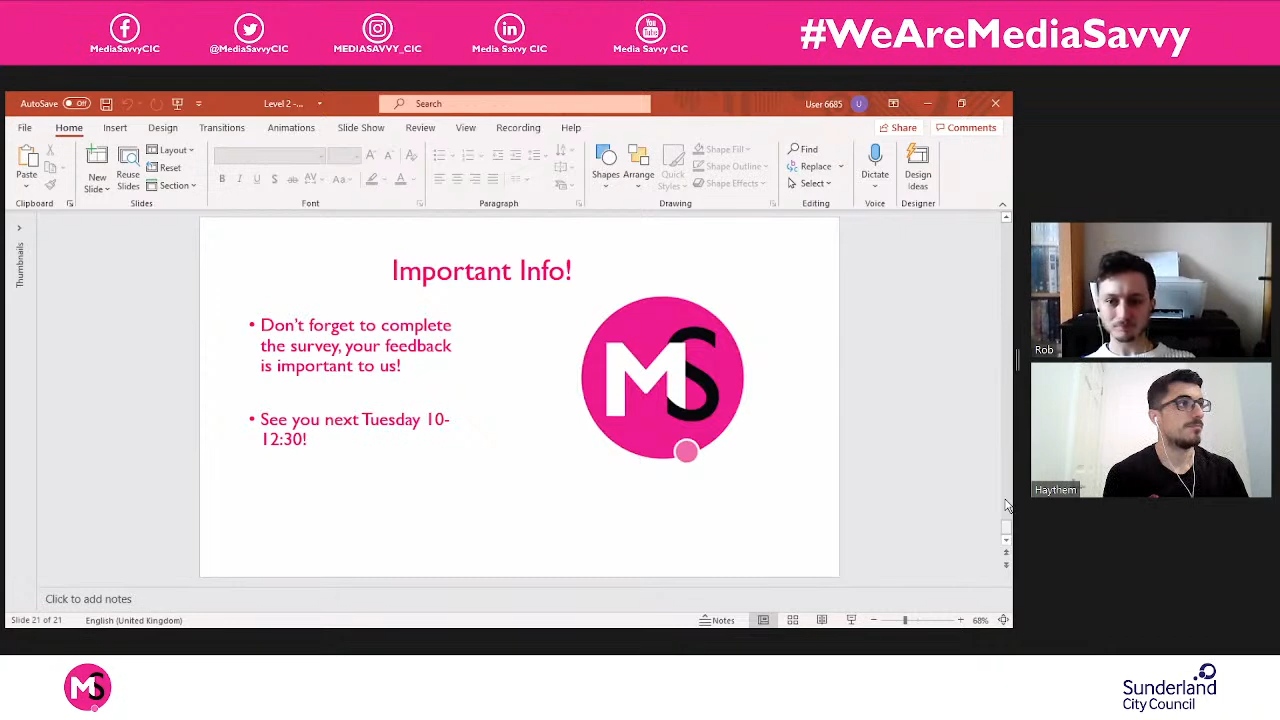 MediaSavvyCIC
@MediaSavvyCIC
MEDIASAVVY_CIC
Media Savvy CIC
Media Savvy CIC
#WeAreMediaSavvy
AutoSave Off
Level 2 -...
Search
User 6685 U
File Home Insert Design Transitions Animations Slide Show Review View Recording Help Share Comments
Paste
New Slide
Reuse Slides
Layout
Reset
Section
Shapes
Arrange
Quick Styles
Shape Fill
Shape Outline
Shape Effects
Find
Replace
Select
Dictate
Design Ideas
Clipboard Slides Font Paragraph Drawing Editing Voice Designer
Thumbnails
Important Info!
• Don't forget to complete
the survey, your feedback
is important to us!
• See you next Tuesday 10-
12:30!
MS
Rob
Haythem
Click to add notes
Slide 21 of 21 English (United Kingdom) Notes 68%
MS
Sunderland
City Council